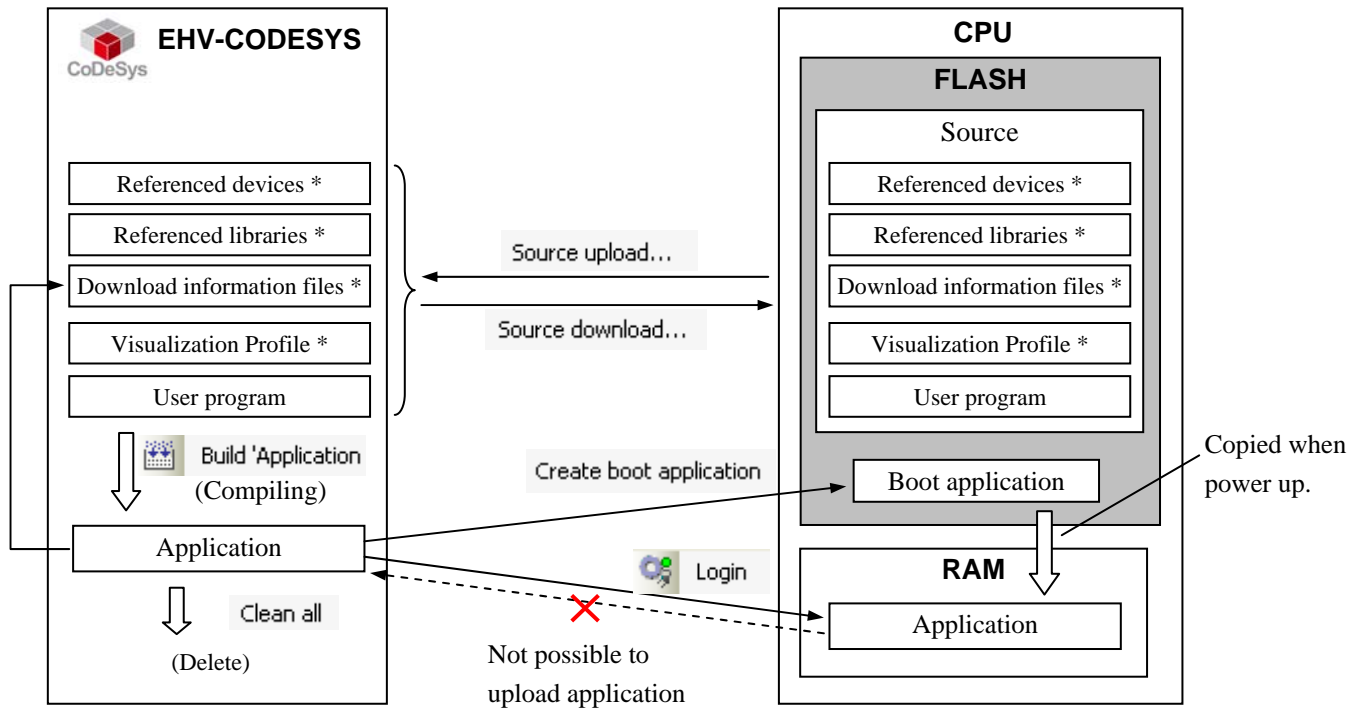 EHV-CODESYS
CoDeSys
Referenced devices *
Referenced libraries *
Download information files *
Visualization Profile *
User program
Build 'Application
(Compiling)
Application
Clean all
(Delete)
Source upload...
Source download...
Create boot application
Login
Not possible to
upload application
CPU
FLASH
Source
Referenced devices *
Referenced libraries *
Download information files *
Visualization Profile *
User program
Boot application
Copied when
power up.
RAM
Application